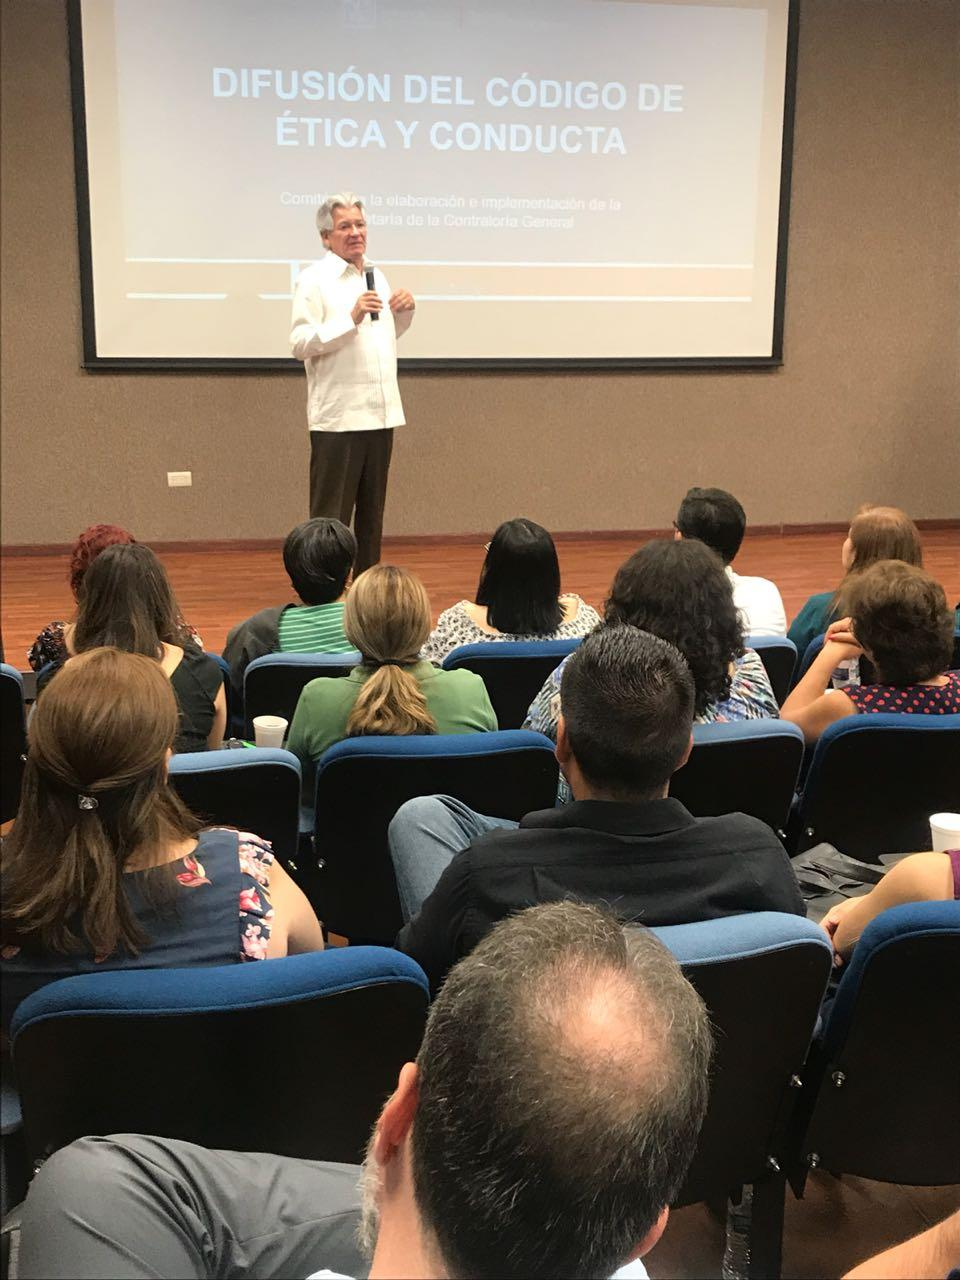 DIFUSIÓN DEL CÓDIGO DE
ÉTICA Y CONDUCTA
la elaboración e implementación de la
de la Contraloría General